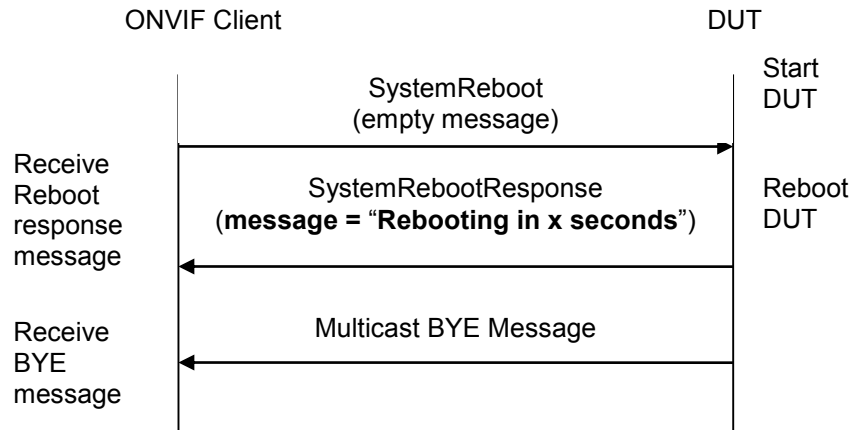 ONVIF Client
DUT
Start
DUT
SystemReboot
(empty message)
Receive
Reboot
response
message
SystemRebootResponse
(message = “Rebooting in x seconds”)
Reboot
DUT
Receive
BYE
message
Multicast BYE Message